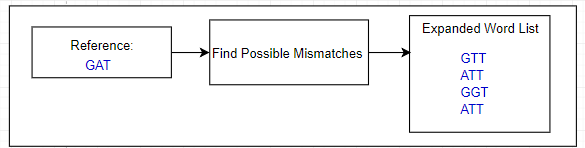 Reference:
GAT
Find Possible Mismatches
Expanded Word List
GTT
ATT
GGT
ATT